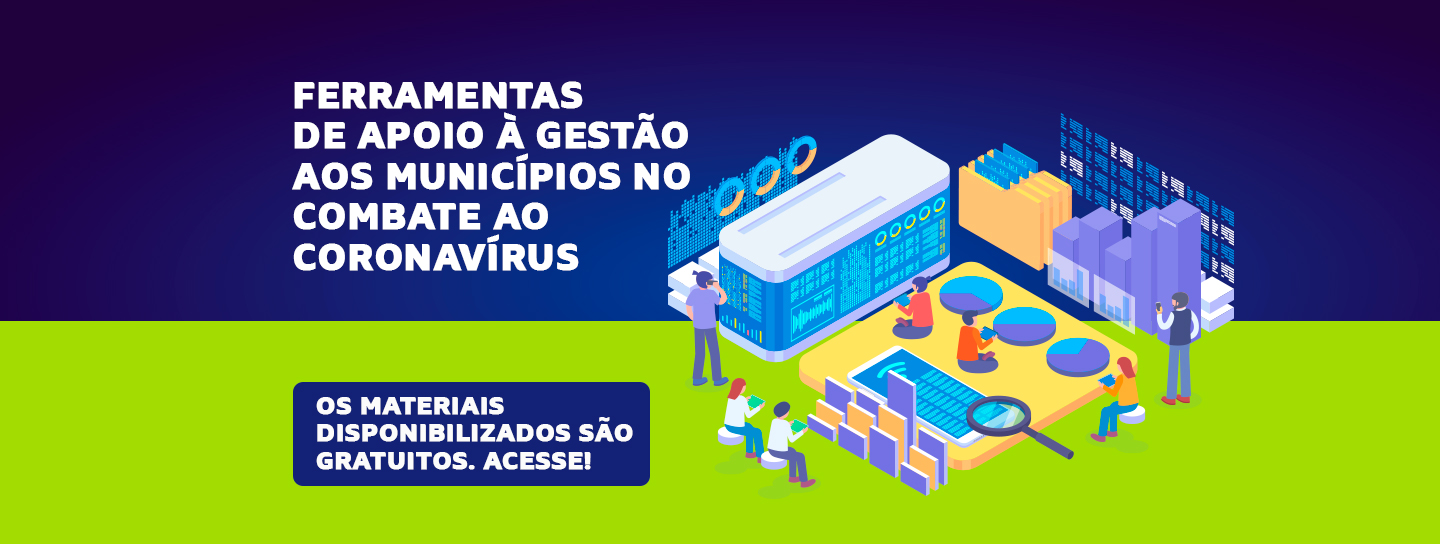 FERRAMENTAS
DE APOIO À GESTÃO
AOS MUNICÍPIOS NO
COMBATE AO
CORONAVÍRUS
OS MATERIAIS
DISPONIBILIZADOS SÃO
GRATUITOS. ACESSE!